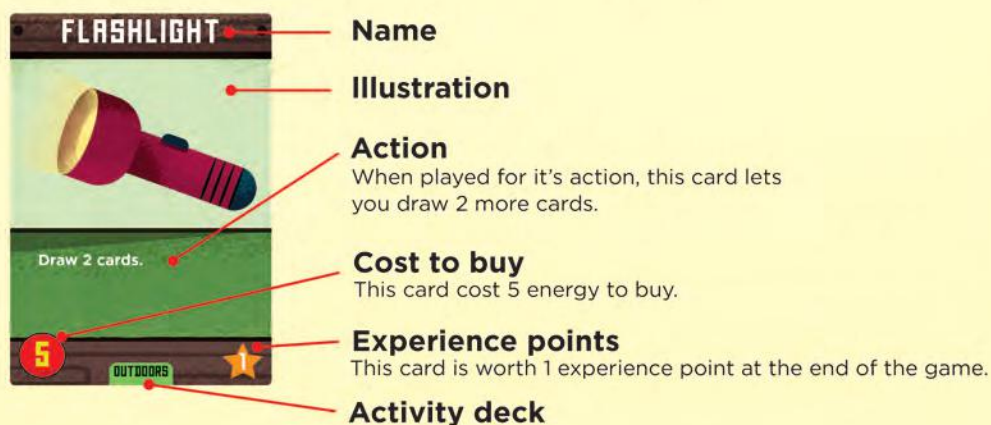 FLASHLIGHT
Name
Illustration
Action
When played for it's action, this card lets
you draw 2 more cards.
Draw 2 cards.
Cost to buy
This card cost 5 energy to buy.
5
Experience points
This card is worth 1 experience point at the end of the game.
1
OUTDOORS
Activity deck